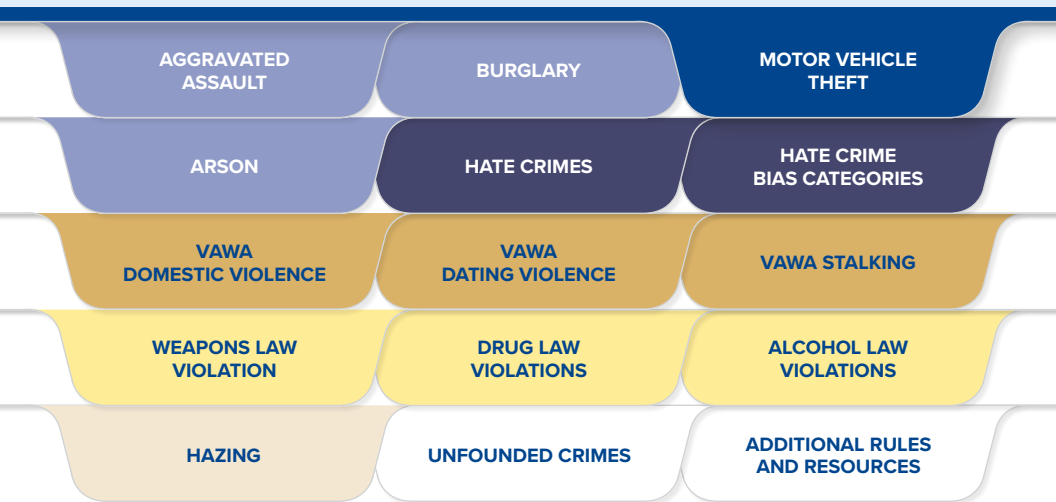 AGGRAVATED
ASSAULT
BURGLARY
MOTOR VEHICLE
THEFT
ARSON
HATE CRIMES
HATE CRIME
BIAS CATEGORIES
VAWA
DOMESTIC VIOLENCE
VAWA
DATING VIOLENCE
VAWA STALKING
WEAPONS LAW
VIOLATION
DRUG LAW
VIOLATIONS
ALCOHOL LAW
VIOLATIONS
HAZING
UNFOUNDED CRIMES
ADDITIONAL RULES
AND RESOURCES